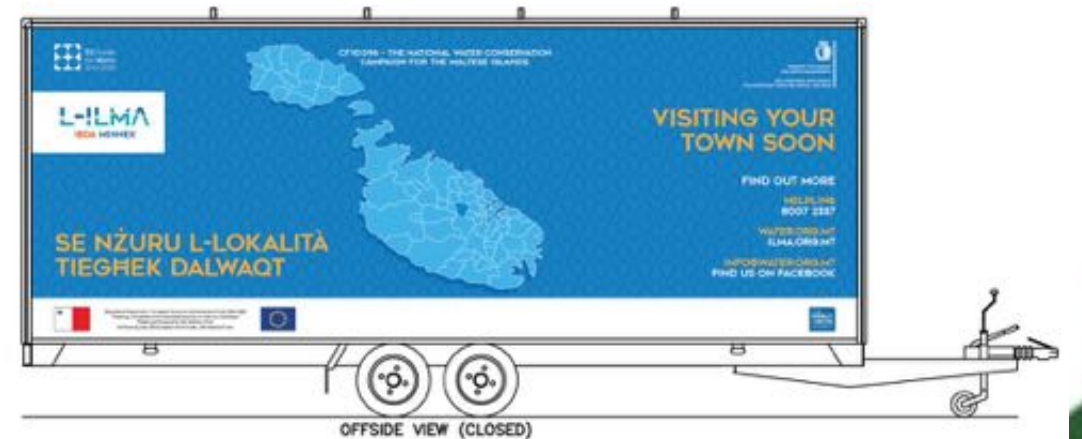 CF10096 - THE NATIONAL WATER CONSERVATION
CAMPAIGN FOR THE MALTESE ISLANDS
L-ILMA
IBDA MINNEK
VISITING YOUR
TOWN SOON
FIND OUT MORE
HELPLINE
8007 2357
WATER.ORG.MT
ILMA.ORG.MT
INFO@WATER.ORG.MT
FIND US ON FACEBOOK
SE NŻURU L-LOKALITÀ
TIEGĦEK DALWAQT
OFFSIDE VIEW (CLOSED)